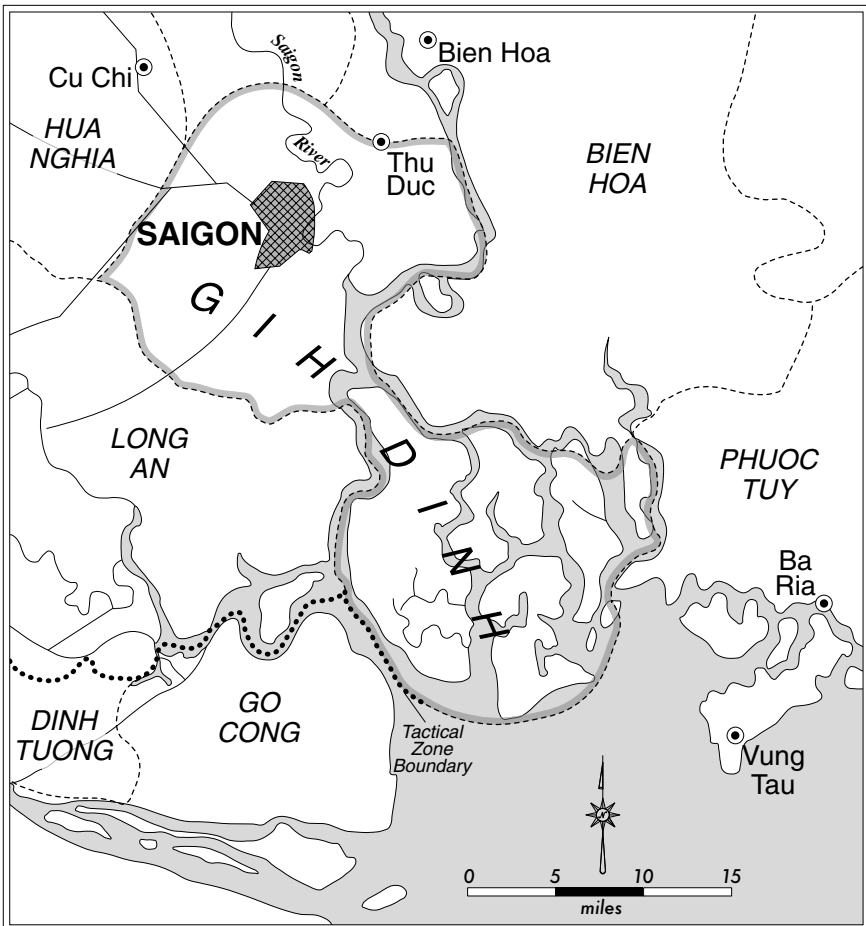 Saigon
River
Bien Hoa
Cu Chi
HUA
NGHIA
Thu
Duc
BIEN
HOA
SAIGON
G I H
D I N H
LONG
AN
PHUOC
TUY
Ba
Ria
GO
CONG
DINH
TUONG
Tactical
Zone
Boundary
Vung
Tau
N
0 5 10 15
miles